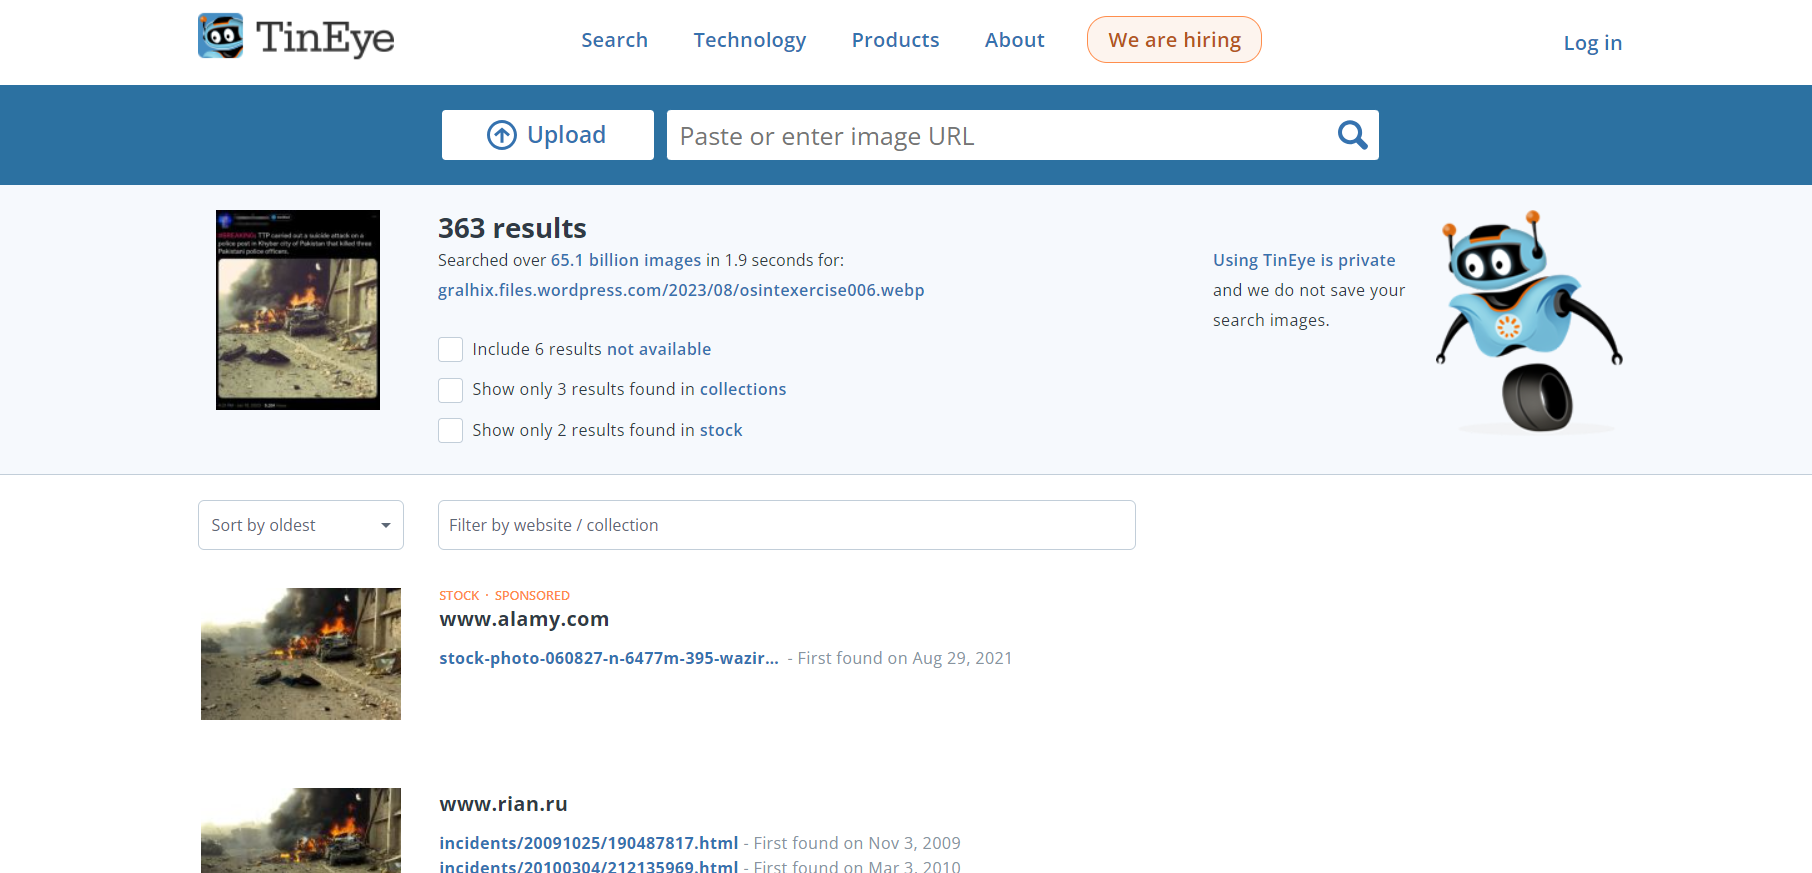 TinEye
Search
Technology
Products
About
We are hiring
Log in
Upload
Paste or enter image URL
#BREAKING: TTP carried out a suicide attack on a
police post in Khyber city of Pakistan that killed three
Pakistani police officers.
363 results
Searched over 65.1 billion images in 1.9 seconds for:
gralhix.files.wordpress.com/2023/08/osintexercise006.webp
Include 6 results not available
Show only 3 results found in collections
Show only 2 results found in stock
Using TinEye is private
and we do not save your
search images.
Sort by oldest
Filter by website / collection
STOCK · SPONSORED
www.alamy.com
stock-photo-060827-n-6477m-395-wazir... - First found on Aug 29, 2021
www.rian.ru
incidents/20091025/190487817.html - First found on Nov 3, 2009
incidents/20100304/212135969.html - First found on Mar 3, 2010